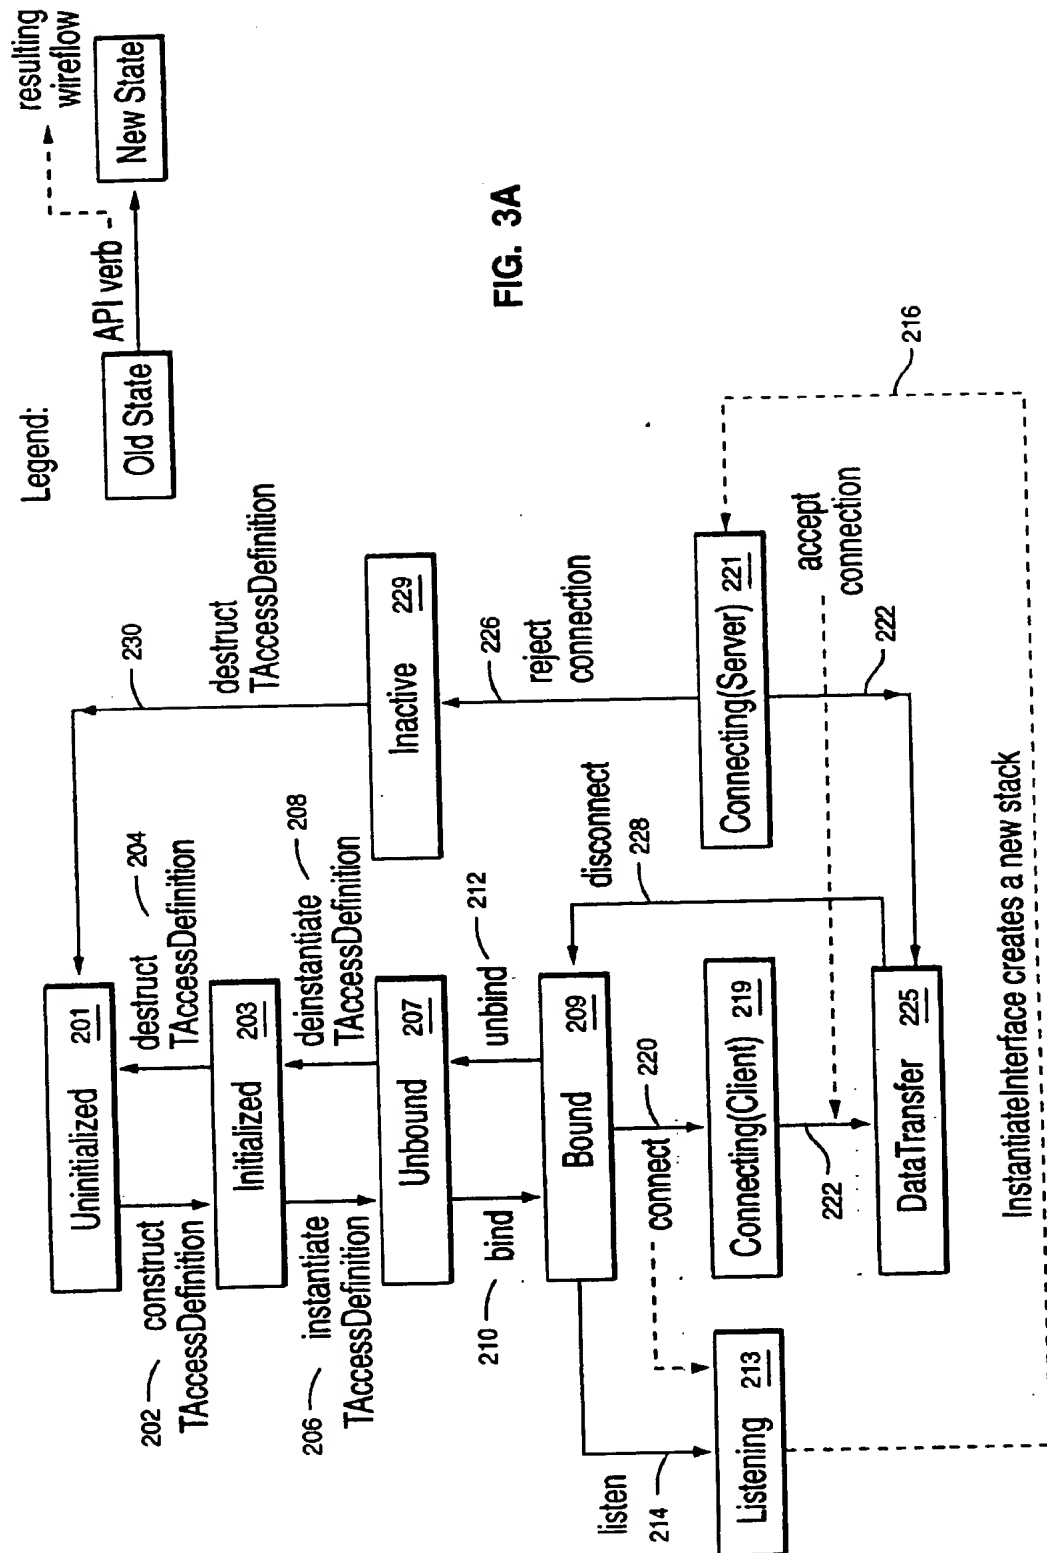 Legend:
Old State
API verb
New State
resulting
wireflow
FIG. 3A
Uninitialized 201
202
construct
TAccessDefinition
destruct
TAccessDefinition
204
Initialized 203
206
instantiate
TAccessDefinition
deinstantiate
TAccessDefinition
208
Unbound 207
210
bind
unbind
212
Bound 209
listen
214
connect
220
disconnect
228
Listening 213
Connecting(Client) 219
222
DataTransfer 225
230
destruct
TAccessDefinition
Inactive 229
226
reject
connection
Connecting(Server) 221
222
accept
connection
216
InstantiateInterface creates a new stack